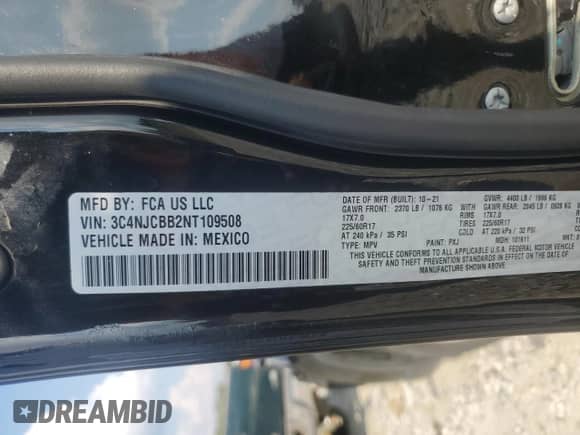 MFD BY: FCA US LLC
VIN: 3C4NJCBB2NT109508
VEHICLE MADE IN: MEXICO
DATE OF MFR (BUILT): 10-21
GAWR FRONT: 2370 LB / 1076 KG
17X7.0
225/60R17
AT 240 kPa / 35 PSI
TYPE: MPV
PAINT: PXJ
RIMS
TIRES
COLD
GVWR: 4400 LB / KG
GAWR REAR: LB / KG
17X7.0
225/60R17
AT 220 kPa / 32 PSI
MDH: 101811
THIS VEHICLE CONFORMS TO ALL APPLICABLE U.S.A. FEDERAL MOTOR VEHICLE
SAFETY AND THEFT PREVENTION STANDARDS IN EFFECT ON THE DATE OF
MANUFACTURE SHOWN ABOVE.
DREAMBID